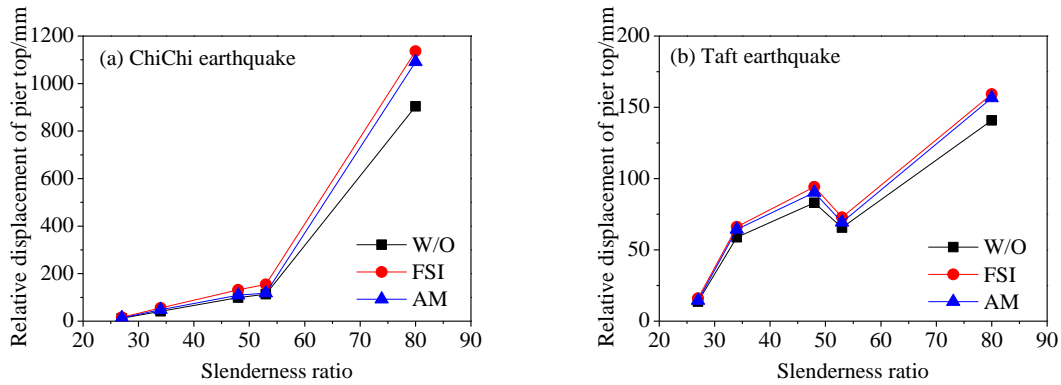 (a) ChiChi earthquake
Relative displacement of pier top/mm
1200
1000
800
600
400
200
0
W/O
FSI
AM
20 30 40 50 60 70 80 90
Slenderness ratio
(b) Taft earthquake
Relative displacement of pier top/mm
200
150
100
50
0
W/O
FSI
AM
20 30 40 50 60 70 80 90
Slenderness ratio